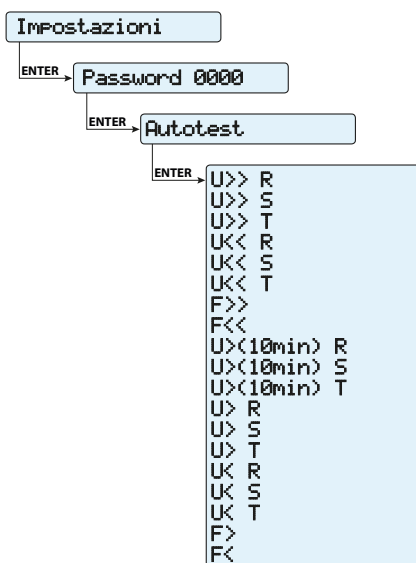 Impostazioni
ENTER
Password 0000
ENTER
Autotest
ENTER
U>> R
U>> S
U>> T
U<< R
U<< S
U<< T
F>>
F<<
U>(10min) R
U>(10min) S
U>(10min) T
U> R
U> S
U> T
U< R
U< S
U< T
F>
F<